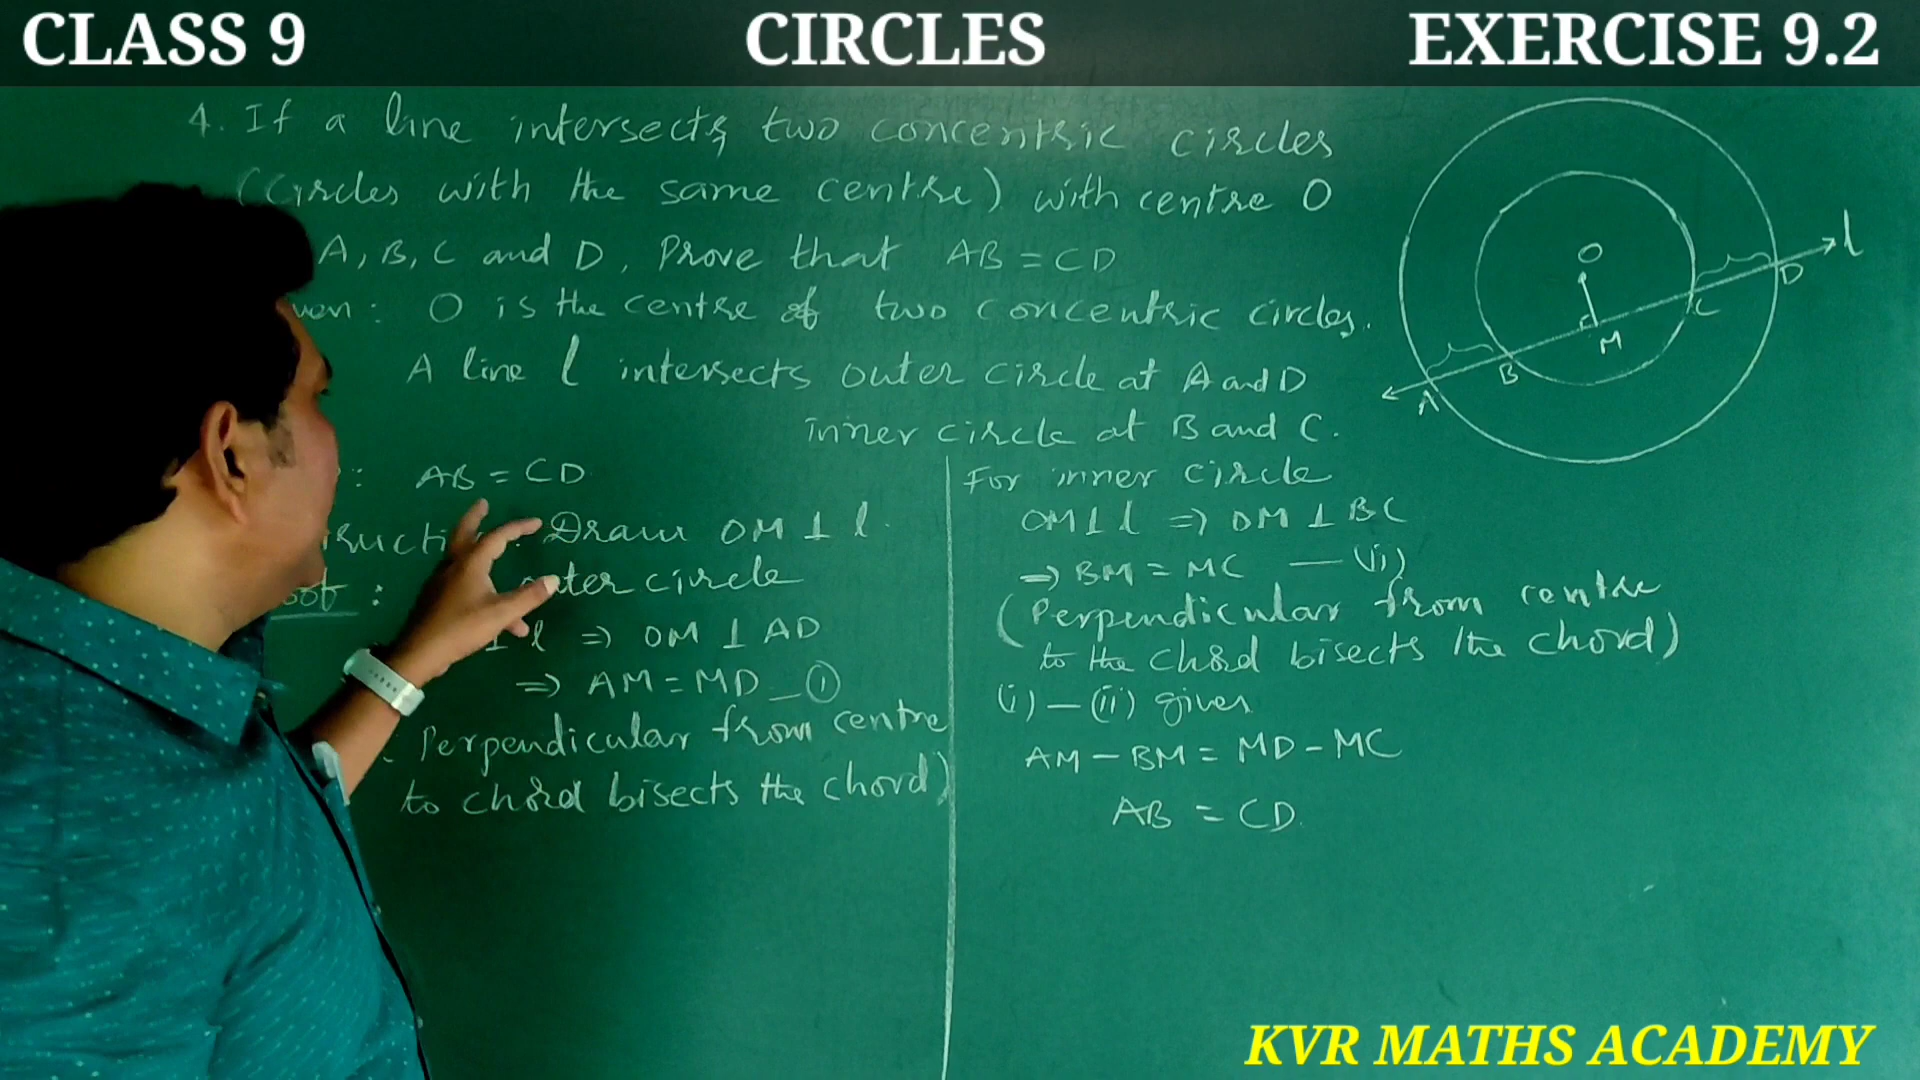 CLASS 9 CIRCLES EXERCISE 9.2
4. If a line intersects two concentric circles
(Circles with the same centre) with centre O
A, B, C and D, Prove that AB = CD
: O is the centre of two concentric circles.
A line l intersects outer circle at A and D
inner circle at B and C.
: AB = CD
Draw OM ⊥ l.
outer circle
⊥ l ⇒ OM ⊥ AD
⇒ AM = MD — ①
Perpendicular from centre
to chord bisects the chord)
For inner circle
OM ⊥ l ⇒ OM ⊥ BC
⇒ BM = MC — (ii)
(Perpendicular from centre
to the chord bisects the chord)
(i) — (ii) gives
AM - BM = MD - MC
AB = CD.
O
l
D
C
M
B
A
KVR MATHS ACADEMY